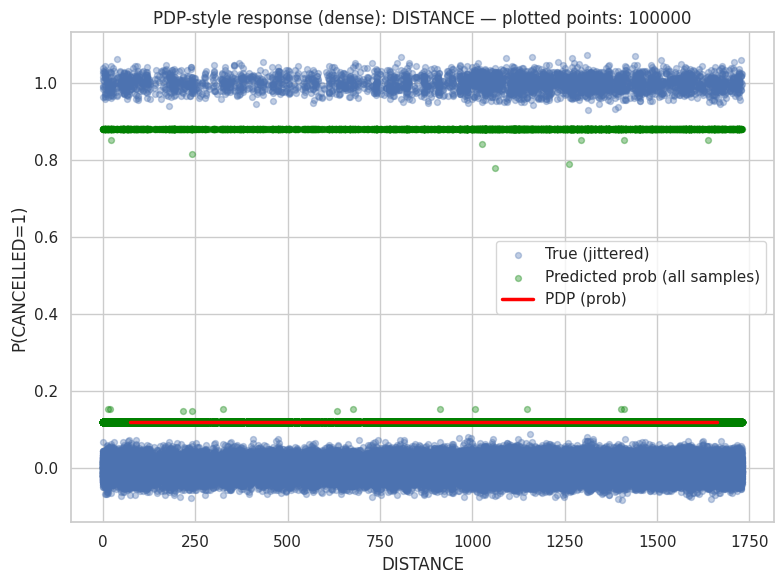 PDP-style response (dense): DISTANCE — plotted points: 100000
P(CANCELLED=1)
1.0
0.8
0.6
0.4
0.2
0.0
True (jittered)
Predicted prob (all samples)
PDP (prob)
0 250 500 750 1000 1250 1500 1750
DISTANCE